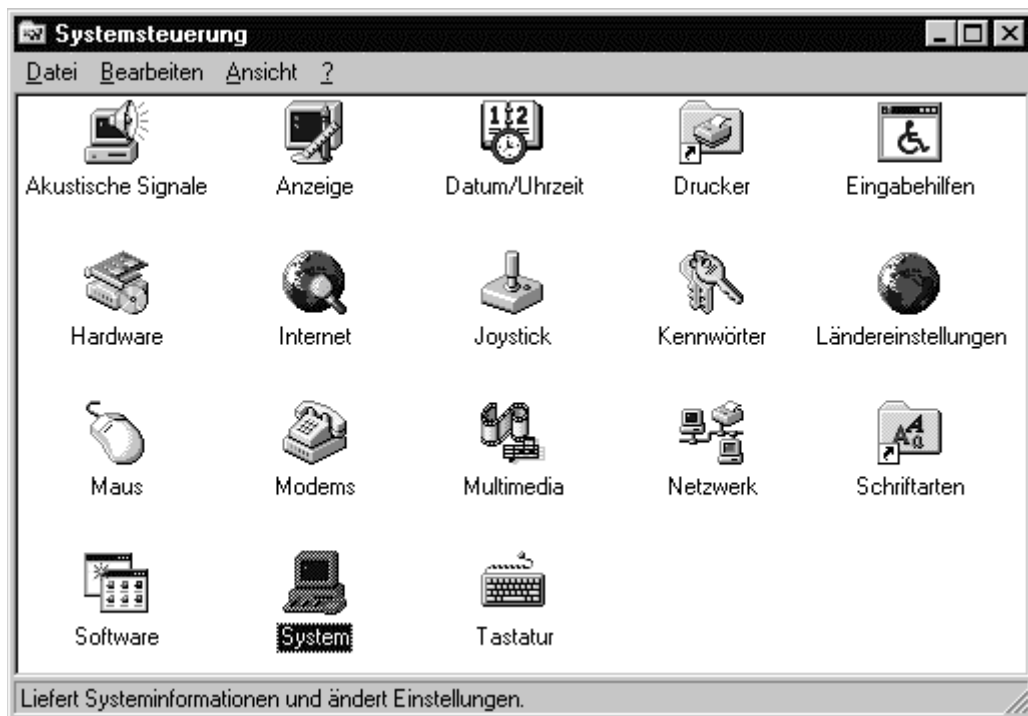 Systemsteuerung
Datei Bearbeiten Ansicht ?
Akustische Signale Anzeige Datum/Uhrzeit Drucker Eingabehilfen
Hardware Internet Joystick Kennwörter Ländereinstellungen
Maus Modems Multimedia Netzwerk Schriftarten
Software System Tastatur
Liefert Systeminformationen und ändert Einstellungen.